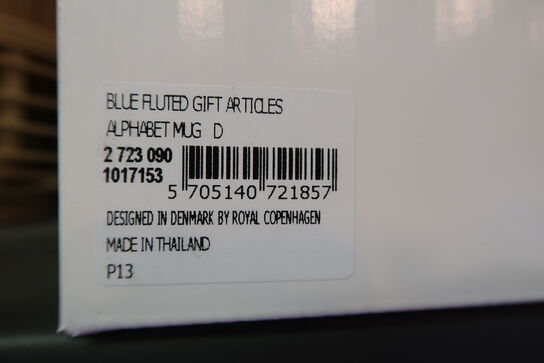 BLUE FLUTED GIFT ARTICLES
ALPHABET MUG D
2 723 090
1017153
5 705140 721857
DESIGNED IN DENMARK BY ROYAL COPENHAGEN
MADE IN THAILAND
P13